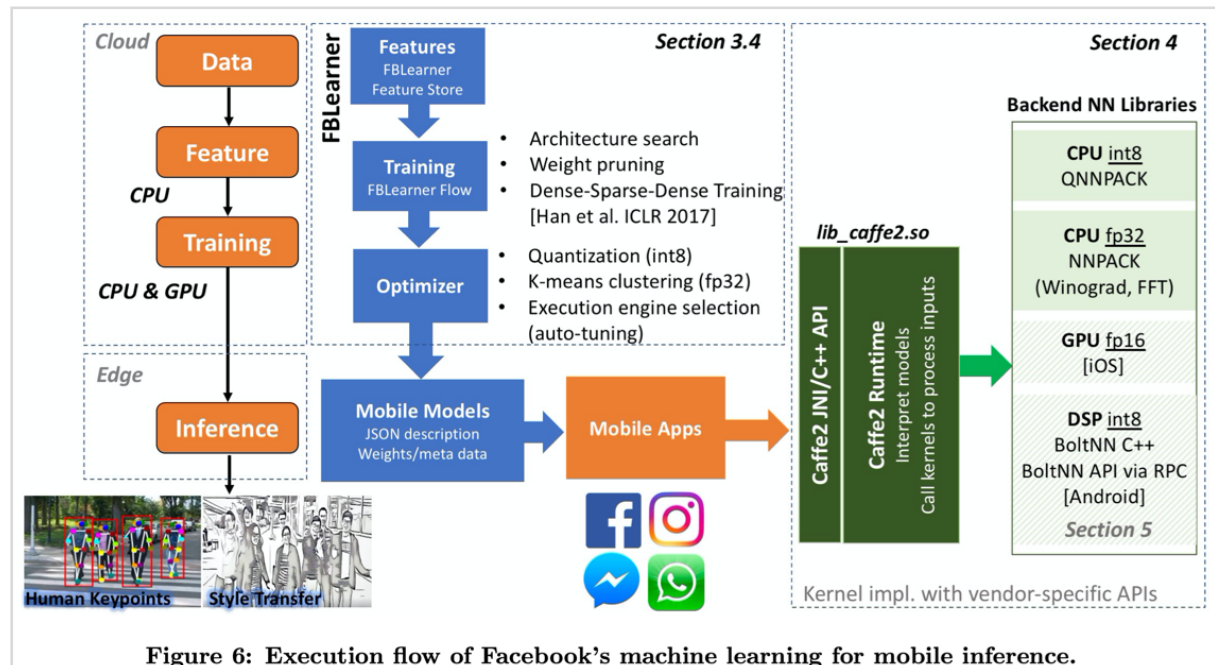 Cloud
Data
Feature
CPU
Training
CPU & GPU
Edge
Inference
Human Keypoints
Style Transfer
FBLearner
Section 3.4
Features
FBLearner
Feature Store
Training
FBLearner Flow
• Architecture search
• Weight pruning
• Dense-Sparse-Dense Training
[Han et al. ICLR 2017]
Optimizer
• Quantization (int8)
• K-means clustering (fp32)
• Execution engine selection
(auto-tuning)
Mobile Models
JSON description
Weights/meta data
Mobile Apps
Section 4
lib_caffe2.so
Caffe2 JNI/C++ API
Caffe2 Runtime
Interpret models
Call kernels to process inputs
Backend NN Libraries
CPU int8
QNNPACK
CPU fp32
NNPACK
(Winograd, FFT)
GPU fp16
[iOS]
DSP int8
BoltNN C++
BoltNN API via RPC
[Android]
Section 5
Kernel impl. with vendor-specific APIs
Figure 6: Execution flow of Facebook's machine learning for mobile inference.